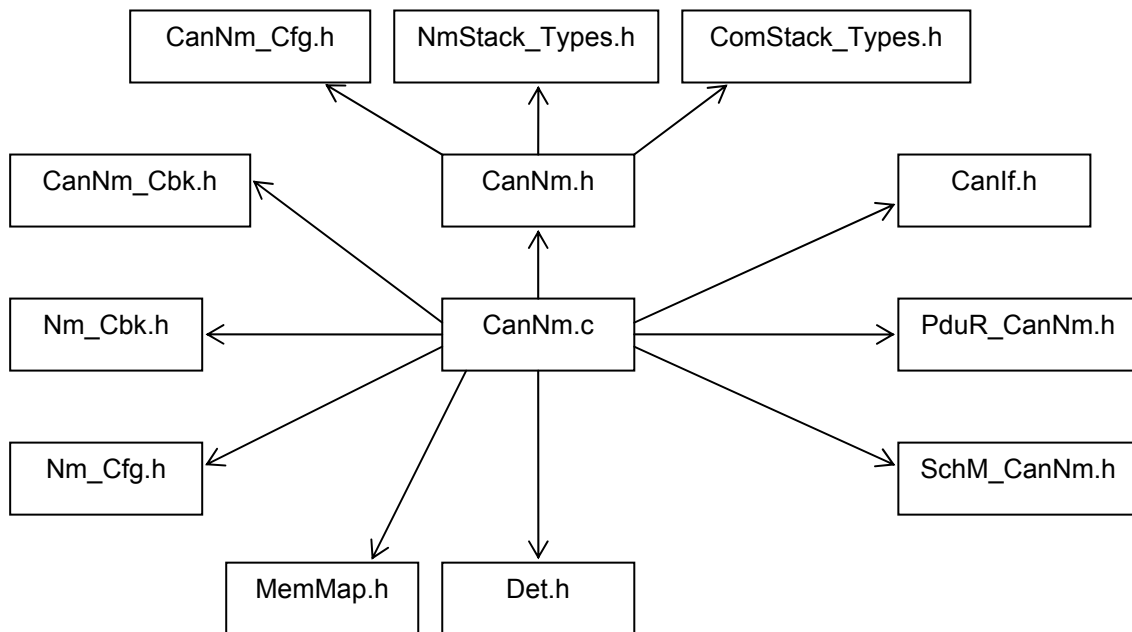 CanNm_Cfg.h
NmStack_Types.h
ComStack_Types.h
CanNm_Cbk.h
CanNm.h
CanIf.h
Nm_Cbk.h
CanNm.c
PduR_CanNm.h
Nm_Cfg.h
SchM_CanNm.h
MemMap.h
Det.h